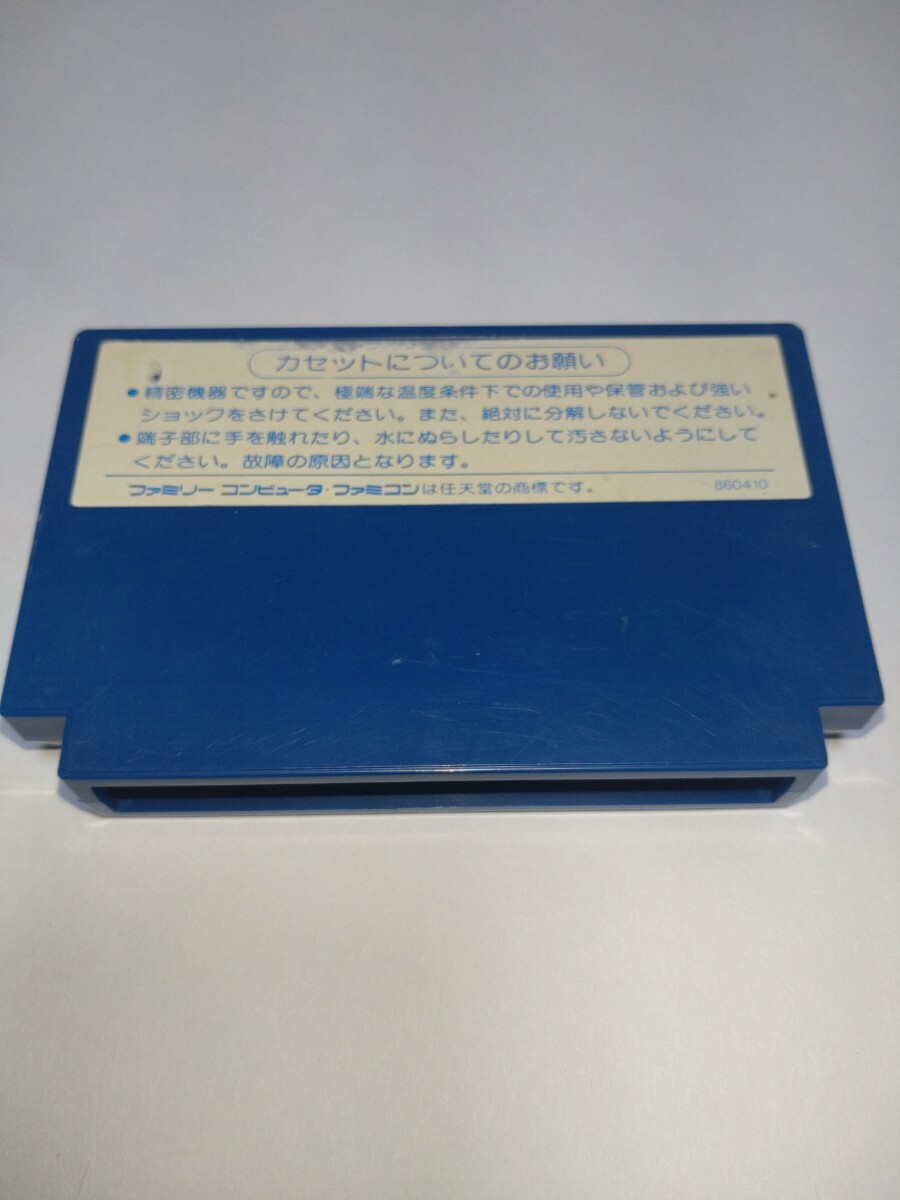 カセットについてのお願い
●精密機器ですので、極端な温度条件下での使用や保管および強い
ショックをさけてください。また、絶対に分解しないでください。
●端子部に手を触れたり、水にぬらしたりして汚さないようにして
ください。故障の原因となります。
ファミリー コンピュータ・ファミコンは任天堂の商標です。 860410